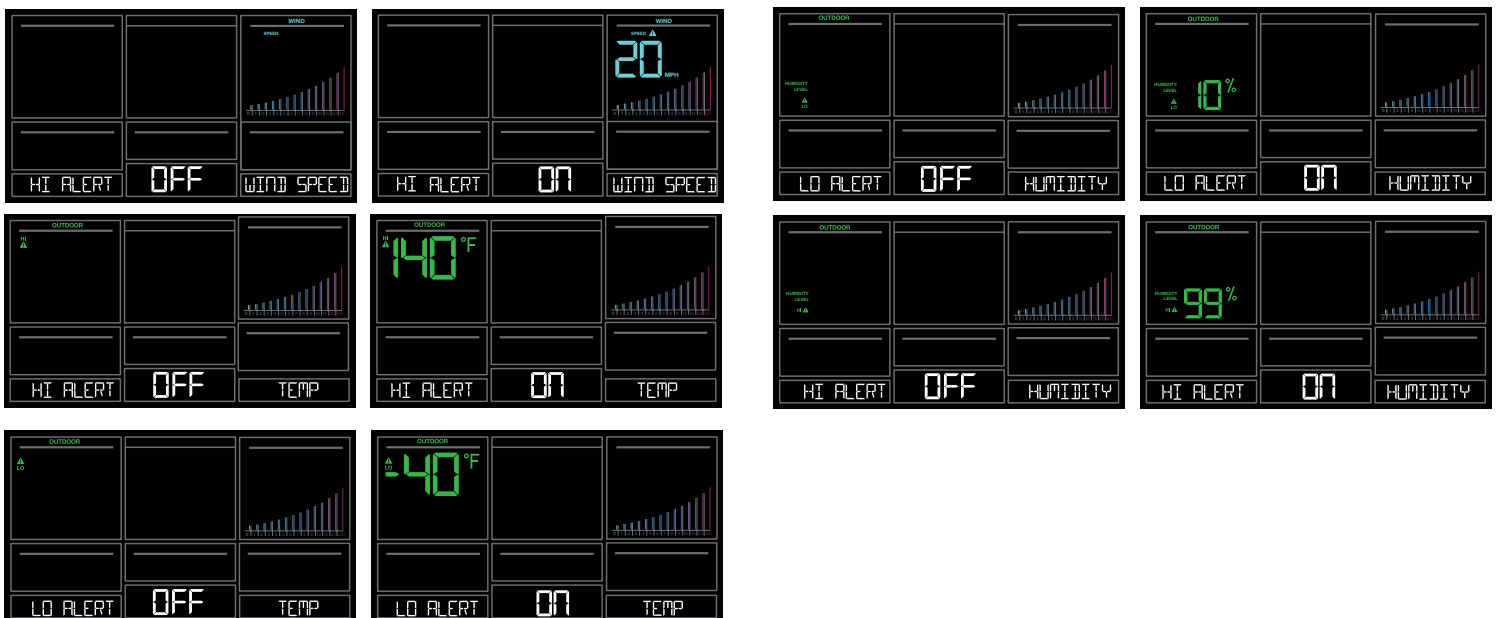 WIND
SPEED
HI ALERT OFF WIND SPEED
WIND
SPEED
20 MPH
HI ALERT ON WIND SPEED
OUTDOOR
HUMIDITY
LEVEL
LO
LO ALERT OFF HUMIDITY
OUTDOOR
HUMIDITY
LEVEL
10%
LO
LO ALERT ON HUMIDITY
OUTDOOR
HI
HI ALERT OFF TEMP
OUTDOOR
HI
140°F
HI ALERT ON TEMP
OUTDOOR
HUMIDITY
LEVEL
HI
HI ALERT OFF HUMIDITY
OUTDOOR
HUMIDITY
LEVEL
99%
HI
HI ALERT ON HUMIDITY
OUTDOOR
LO
LO ALERT OFF TEMP
OUTDOOR
LO
-40°F
LO ALERT ON TEMP